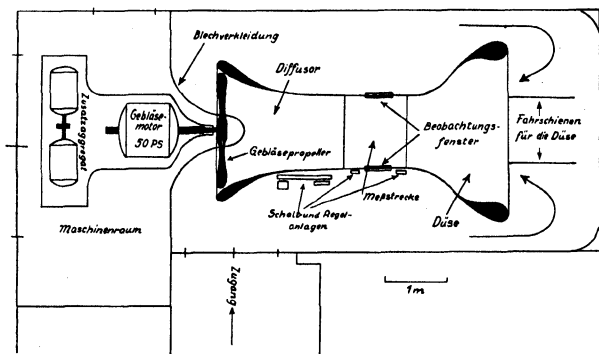 Blechverkleidung
Diffusor
Zusatzaggregat
Gebläse-
motor
50 PS
Gebläsepropeller
Beobachtungs-
fenster
Fahrschienen
für die Düse
Schalt und Regel-
anlagen
Meßstrecke
Düse
Maschinenraum
Zugang
1m